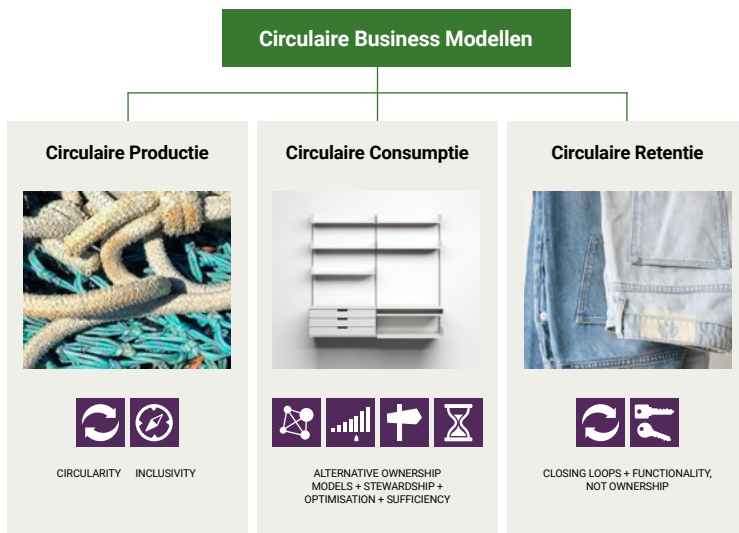 Circulaire Business Modellen
Circulaire Productie
CIRCULARITY INCLUSIVITY
Circulaire Consumptie
ALTERNATIVE OWNERSHIP
MODELS + STEWARDSHIP +
OPTIMISATION + SUFFICIENCY
Circulaire Retentie
CLOSING LOOPS + FUNCTIONALITY,
NOT OWNERSHIP